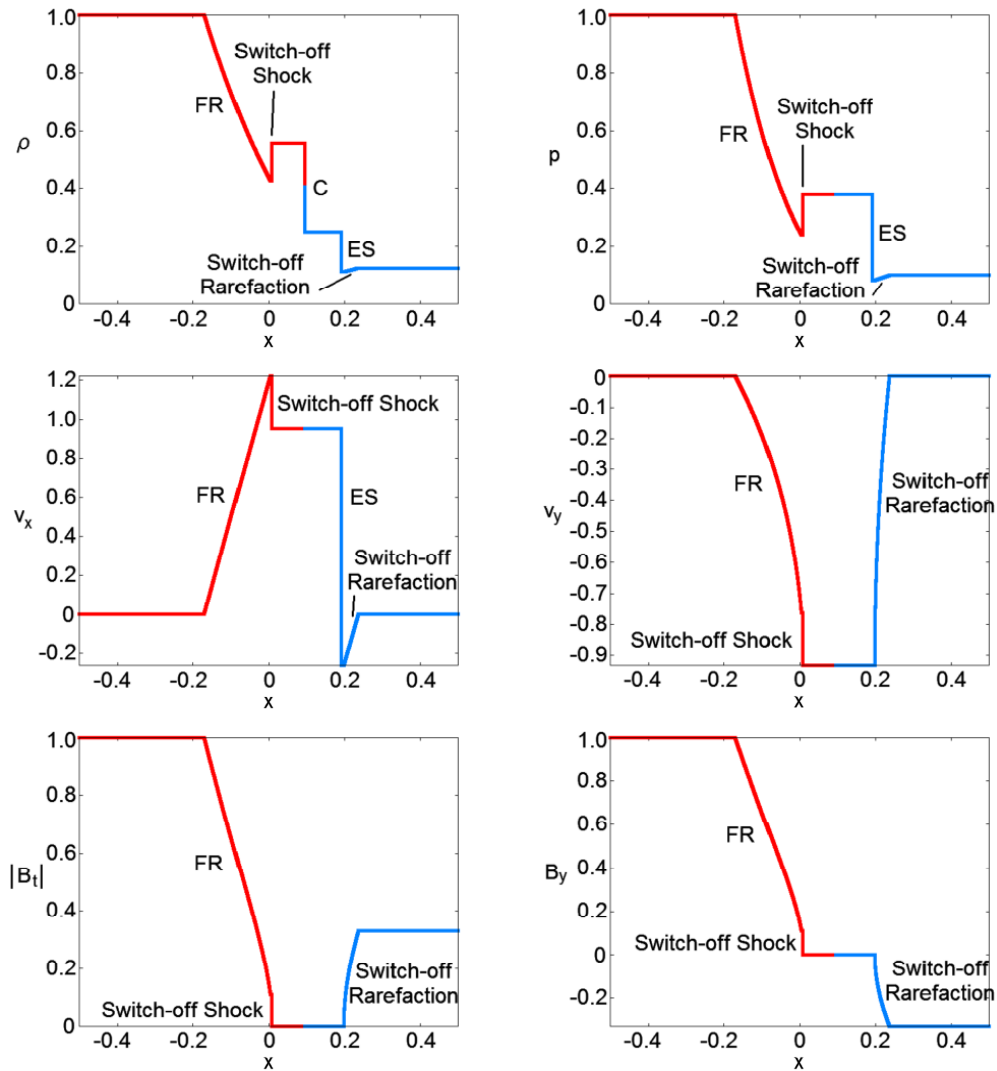 1.0
0.8
0.6
0.4
0.2
0
ρ
Switch-off
Shock
FR
C
ES
Switch-off
Rarefaction
-0.4 -0.2 0 0.2 0.4
x
1.0
0.8
0.6
0.4
0.2
0
p
Switch-off
Shock
FR
ES
Switch-off
Rarefaction
-0.4 -0.2 0 0.2 0.4
x
1.2
1.0
0.8
0.6
0.4
0.2
0
-0.2
vx
Switch-off Shock
FR
ES
Switch-off
Rarefaction
-0.4 -0.2 0 0.2 0.4
x
0
-0.1
-0.2
-0.3
-0.4
-0.5
-0.6
-0.7
-0.8
-0.9
vy
FR
Switch-off
Rarefaction
Switch-off Shock
-0.4 -0.2 0 0.2 0.4
x
1.0
0.8
0.6
0.4
0.2
0
|Bt|
FR
Switch-off
Rarefaction
Switch-off Shock
-0.4 -0.2 0 0.2 0.4
x
1.0
0.8
0.6
0.4
0.2
0
-0.2
By
FR
Switch-off Shock
Switch-off
Rarefaction
-0.4 -0.2 0 0.2 0.4
x